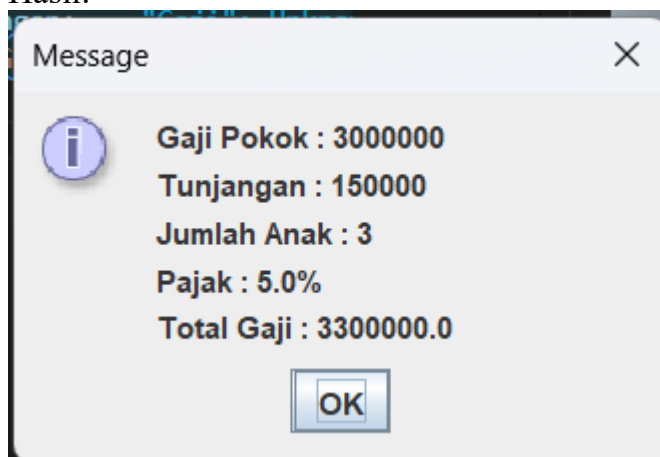 Message
Gaji Pokok : 3000000
Tunjangan : 150000
Jumlah Anak : 3
Pajak : 5.0%
Total Gaji : 3300000.0
OK